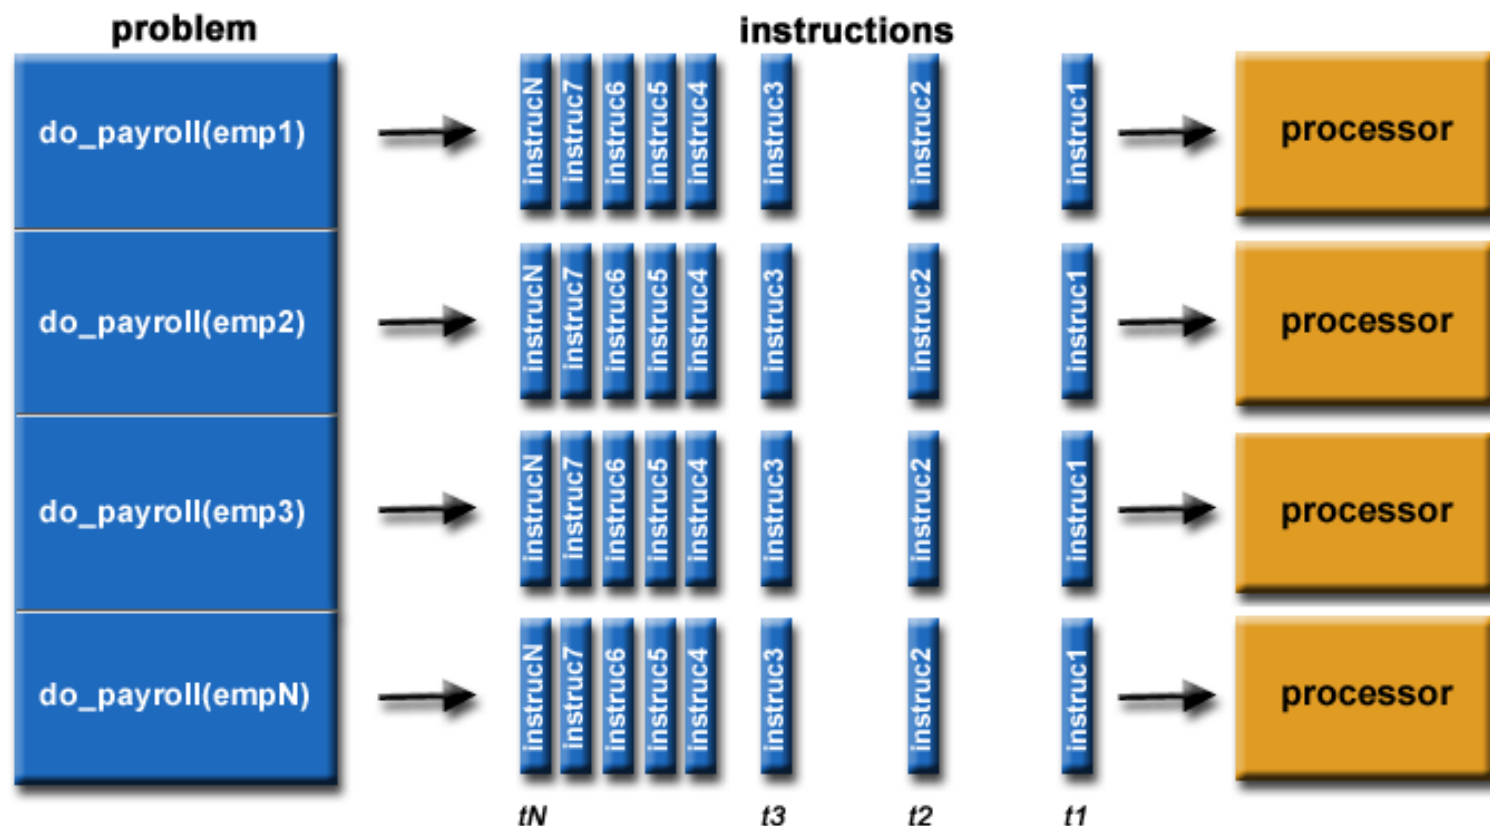 problem
instructions
do_payroll(emp1)
instrucN
instruc7
instruc6
instruc5
instruc4
instruc3
instruc2
instruc1
processor
do_payroll(emp2)
instrucN
instruc7
instruc6
instruc5
instruc4
instruc3
instruc2
instruc1
processor
do_payroll(emp3)
instrucN
instruc7
instruc6
instruc5
instruc4
instruc3
instruc2
instruc1
processor
do_payroll(empN)
instrucN
instruc7
instruc6
instruc5
instruc4
instruc3
instruc2
instruc1
processor
tN
t3
t2
t1